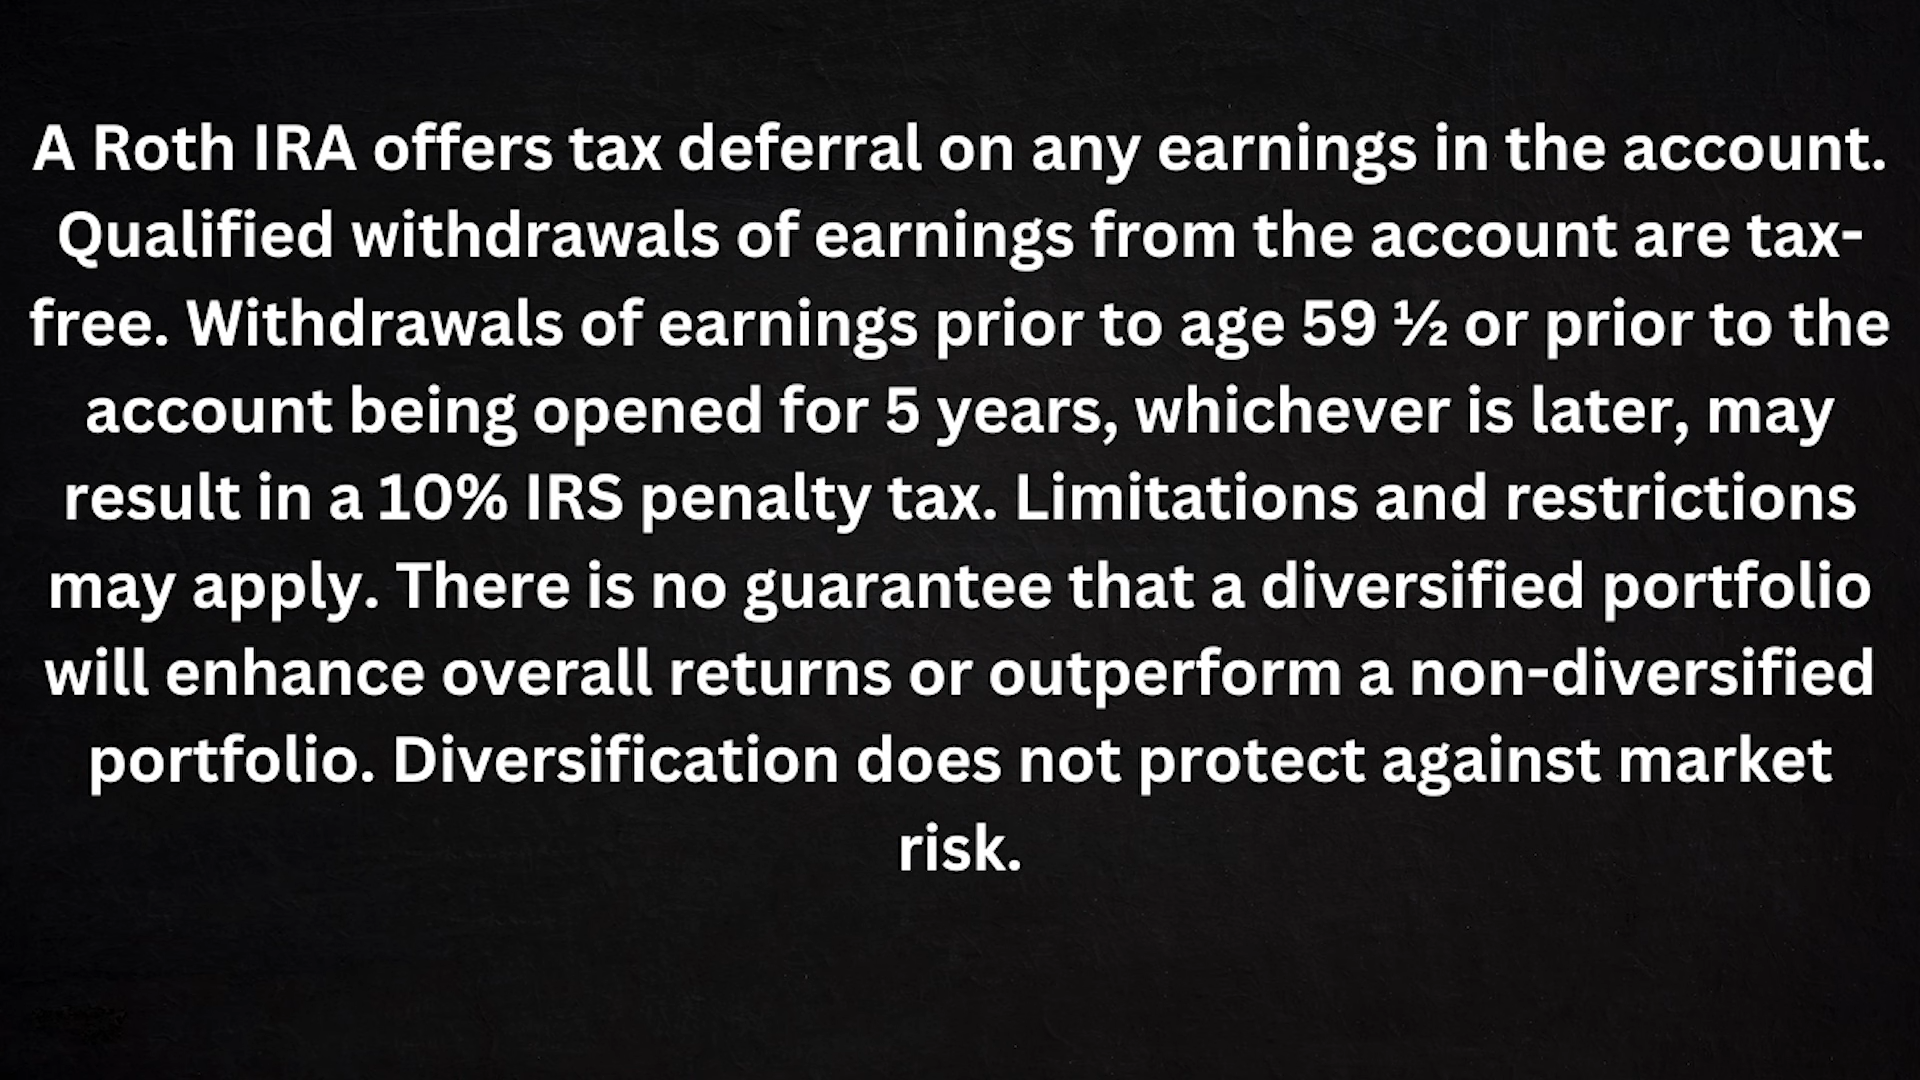 A Roth IRA offers tax deferral on any earnings in the account.
Qualified withdrawals of earnings from the account are tax-
free. Withdrawals of earnings prior to age 59 ½ or prior to the
account being opened for 5 years, whichever is later, may
result in a 10% IRS penalty tax. Limitations and restrictions
may apply. There is no guarantee that a diversified portfolio
will enhance overall returns or outperform a non-diversified
portfolio. Diversification does not protect against market
risk.